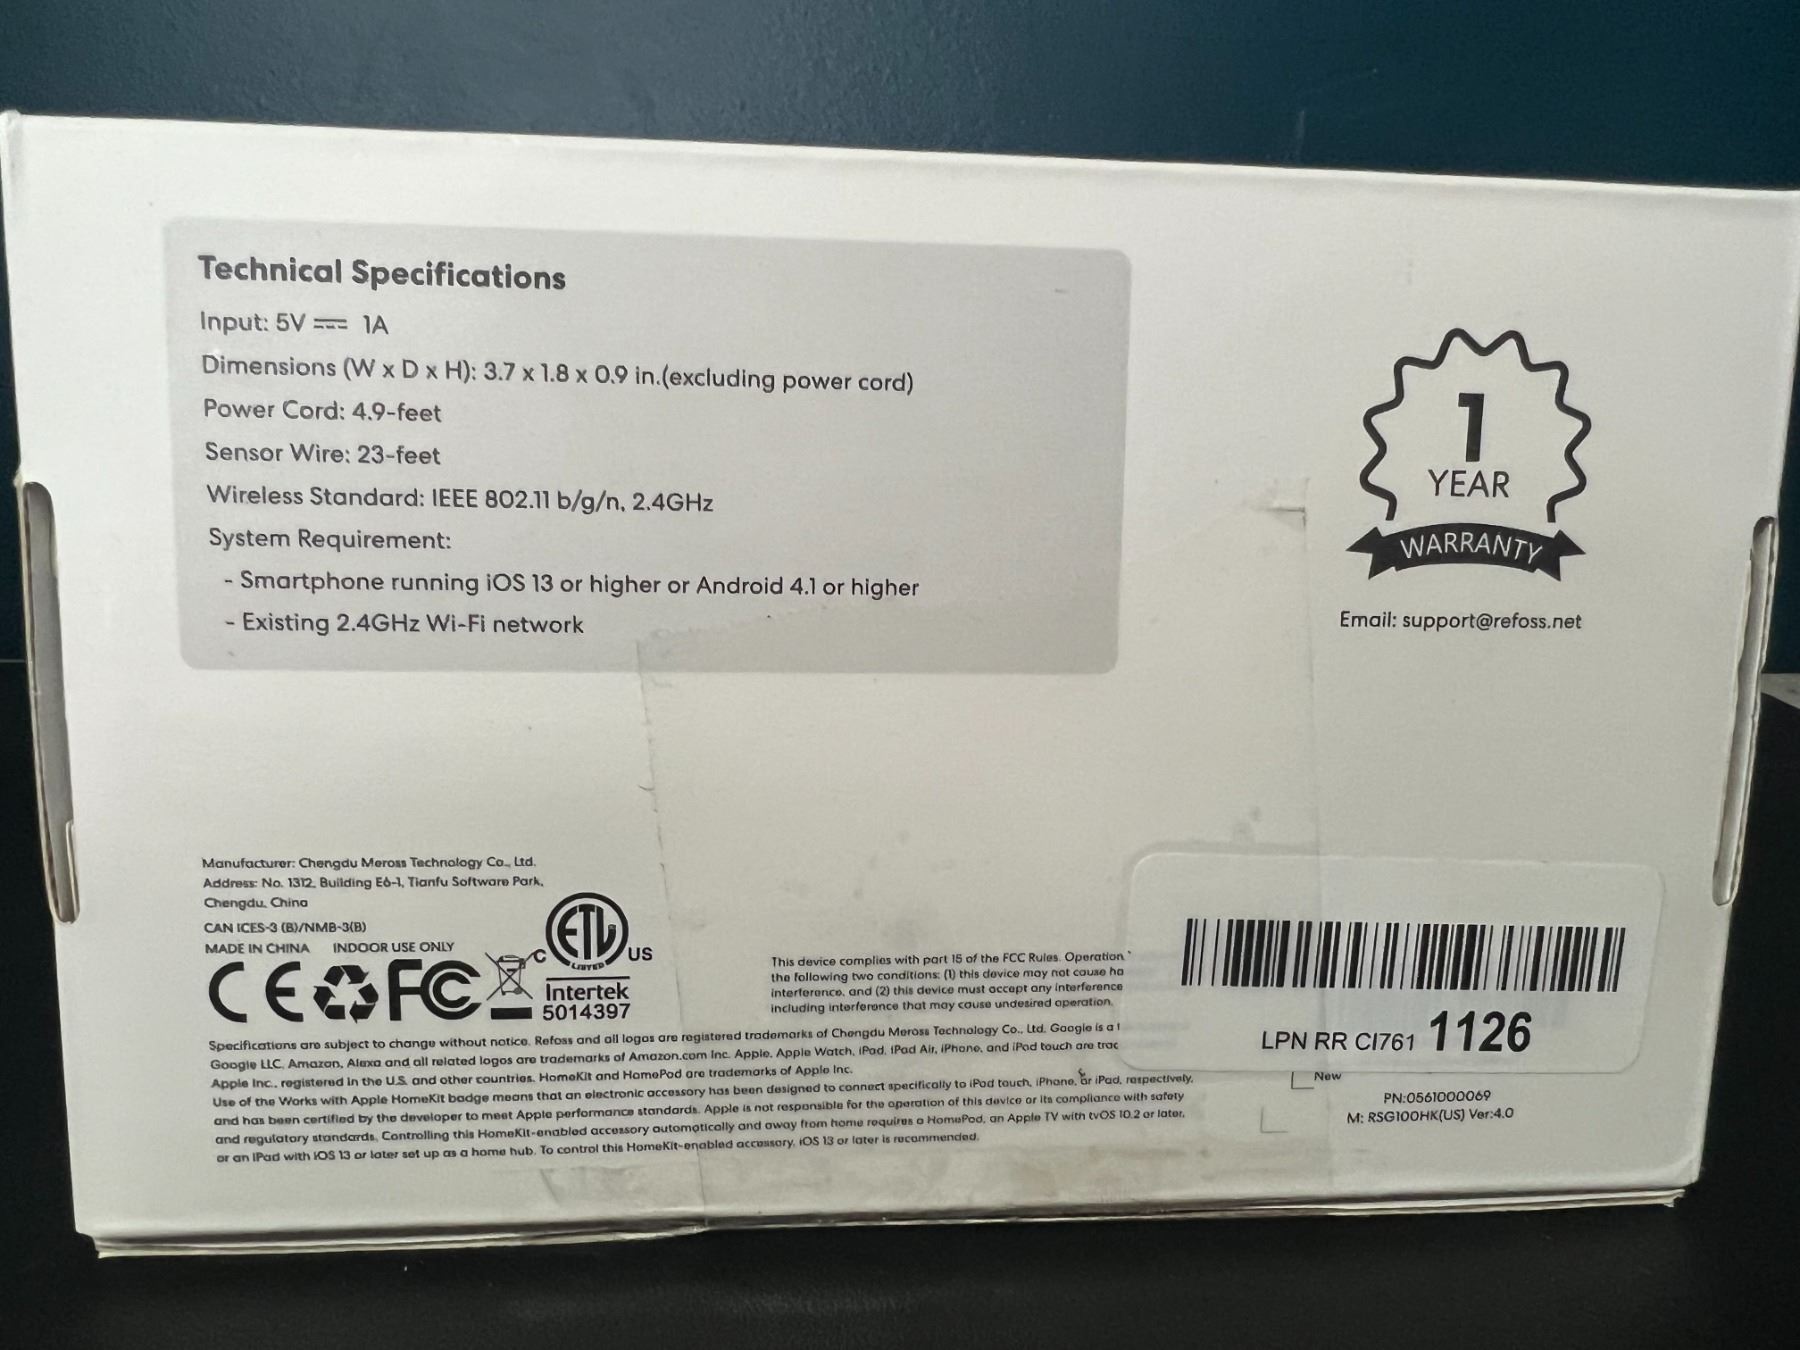 Technical Specifications
Input: 5V ⎓ 1A
Dimensions (W x D x H): 3.7 x 1.8 x 0.9 in.(excluding power cord)
Power Cord: 4.9-feet
Sensor Wire: 23-feet
Wireless Standard: IEEE 802.11 b/g/n, 2.4GHz
System Requirement:
- Smartphone running iOS 13 or higher or Android 4.1 or higher
- Existing 2.4GHz Wi-Fi network
1
YEAR
WARRANTY
Email: support@refoss.net
Manufacturer: Chengdu Meross Technology Co., Ltd.
Address: No. 1312, Building E6-1, Tianfu Software Park,
Chengdu, China
CAN ICES-3 (B)/NMB-3(B)
MADE IN CHINA INDOOR USE ONLY
CE FC
C ETL US
LISTED
Intertek
5014397
This device complies with part 15 of the FCC Rules. Operation
the following two conditions: (1) this device may not cause ha
interference, and (2) this device must accept any interference
including interference that may cause undesired operation.
Specifications are subject to change without notice. Refoss and all logos are registered trademarks of Chengdu Meross Technology Co., Ltd. Google is a t
Google LLC. Amazon, Alexa and all related logos are trademarks of Amazon.com Inc. Apple, Apple Watch, iPad, iPad Air, iPhone, and iPod touch are trac
Apple Inc., registered in the U.S. and other countries. HomeKit and HomePod are trademarks of Apple Inc.
Use of the Works with Apple HomeKit badge means that an electronic accessory has been designed to connect specifically to iPod touch, iPhone, or iPad, respectively,
and has been certified by the developer to meet Apple performance standards. Apple is not responsible for the operation of this device or its compliance with safety
and regulatory standards. Controlling this HomeKit-enabled accessory automatically and away from home requires a HomePod, an Apple TV with tvOS 10.2 or later,
or an iPad with iOS 13 or later set up as a home hub. To control this HomeKit-enabled accessory, iOS 13 or later is recommended.
LPN RR CI761 1126
New
PN:0561000069
M: RSG100HK(US) Ver:4.0